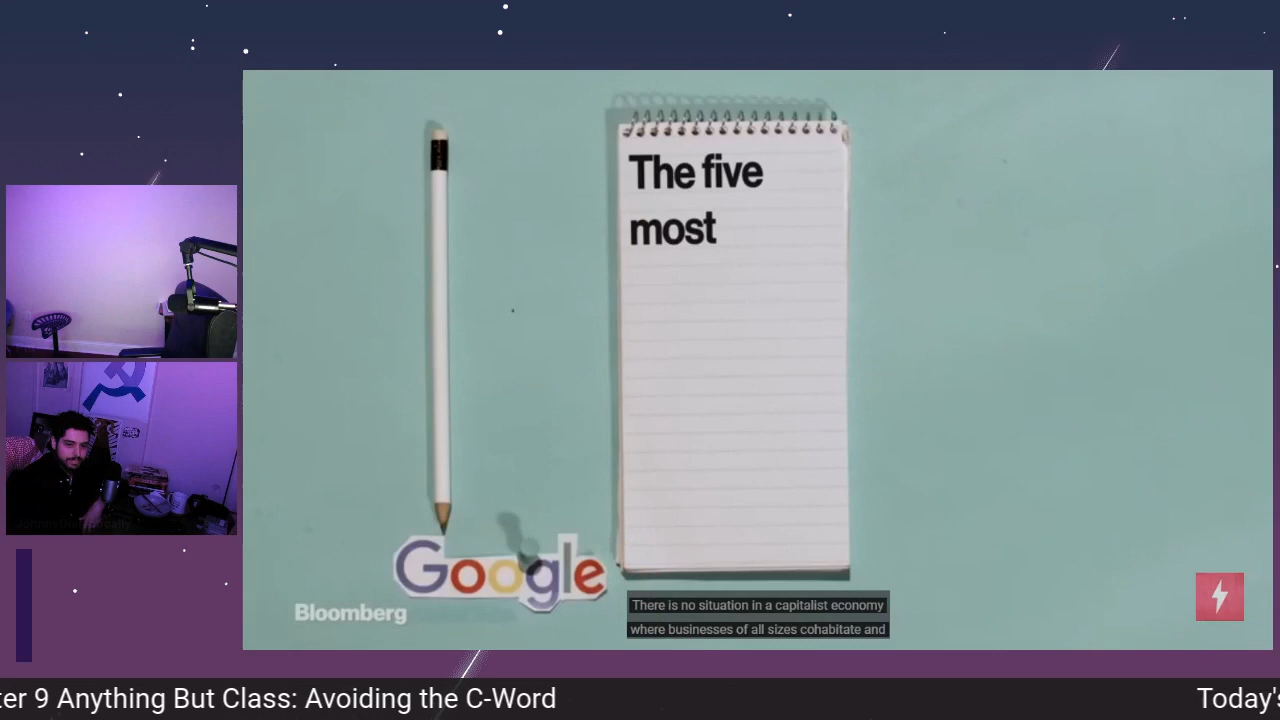 The five
most
Google
Bloomberg
There is no situation in a capitalist economy
where businesses of all sizes cohabitate and
ter 9 Anything But Class: Avoiding the C-Word
Today's